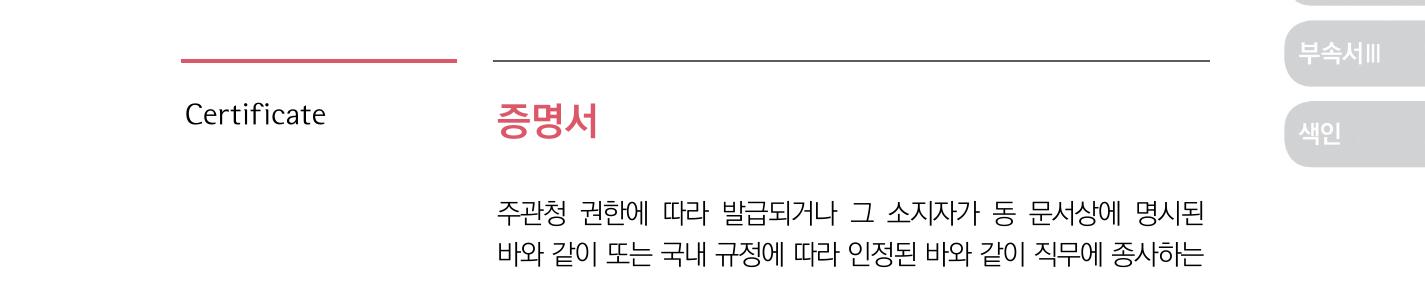 부속서Ⅲ
Certificate
증명서
색인
주관청 권한에 따라 발급되거나 그 소지자가 동 문서상에 명시된
바와 같이 또는 국내 규정에 따라 인정된 바와 같이 직무에 종사하는